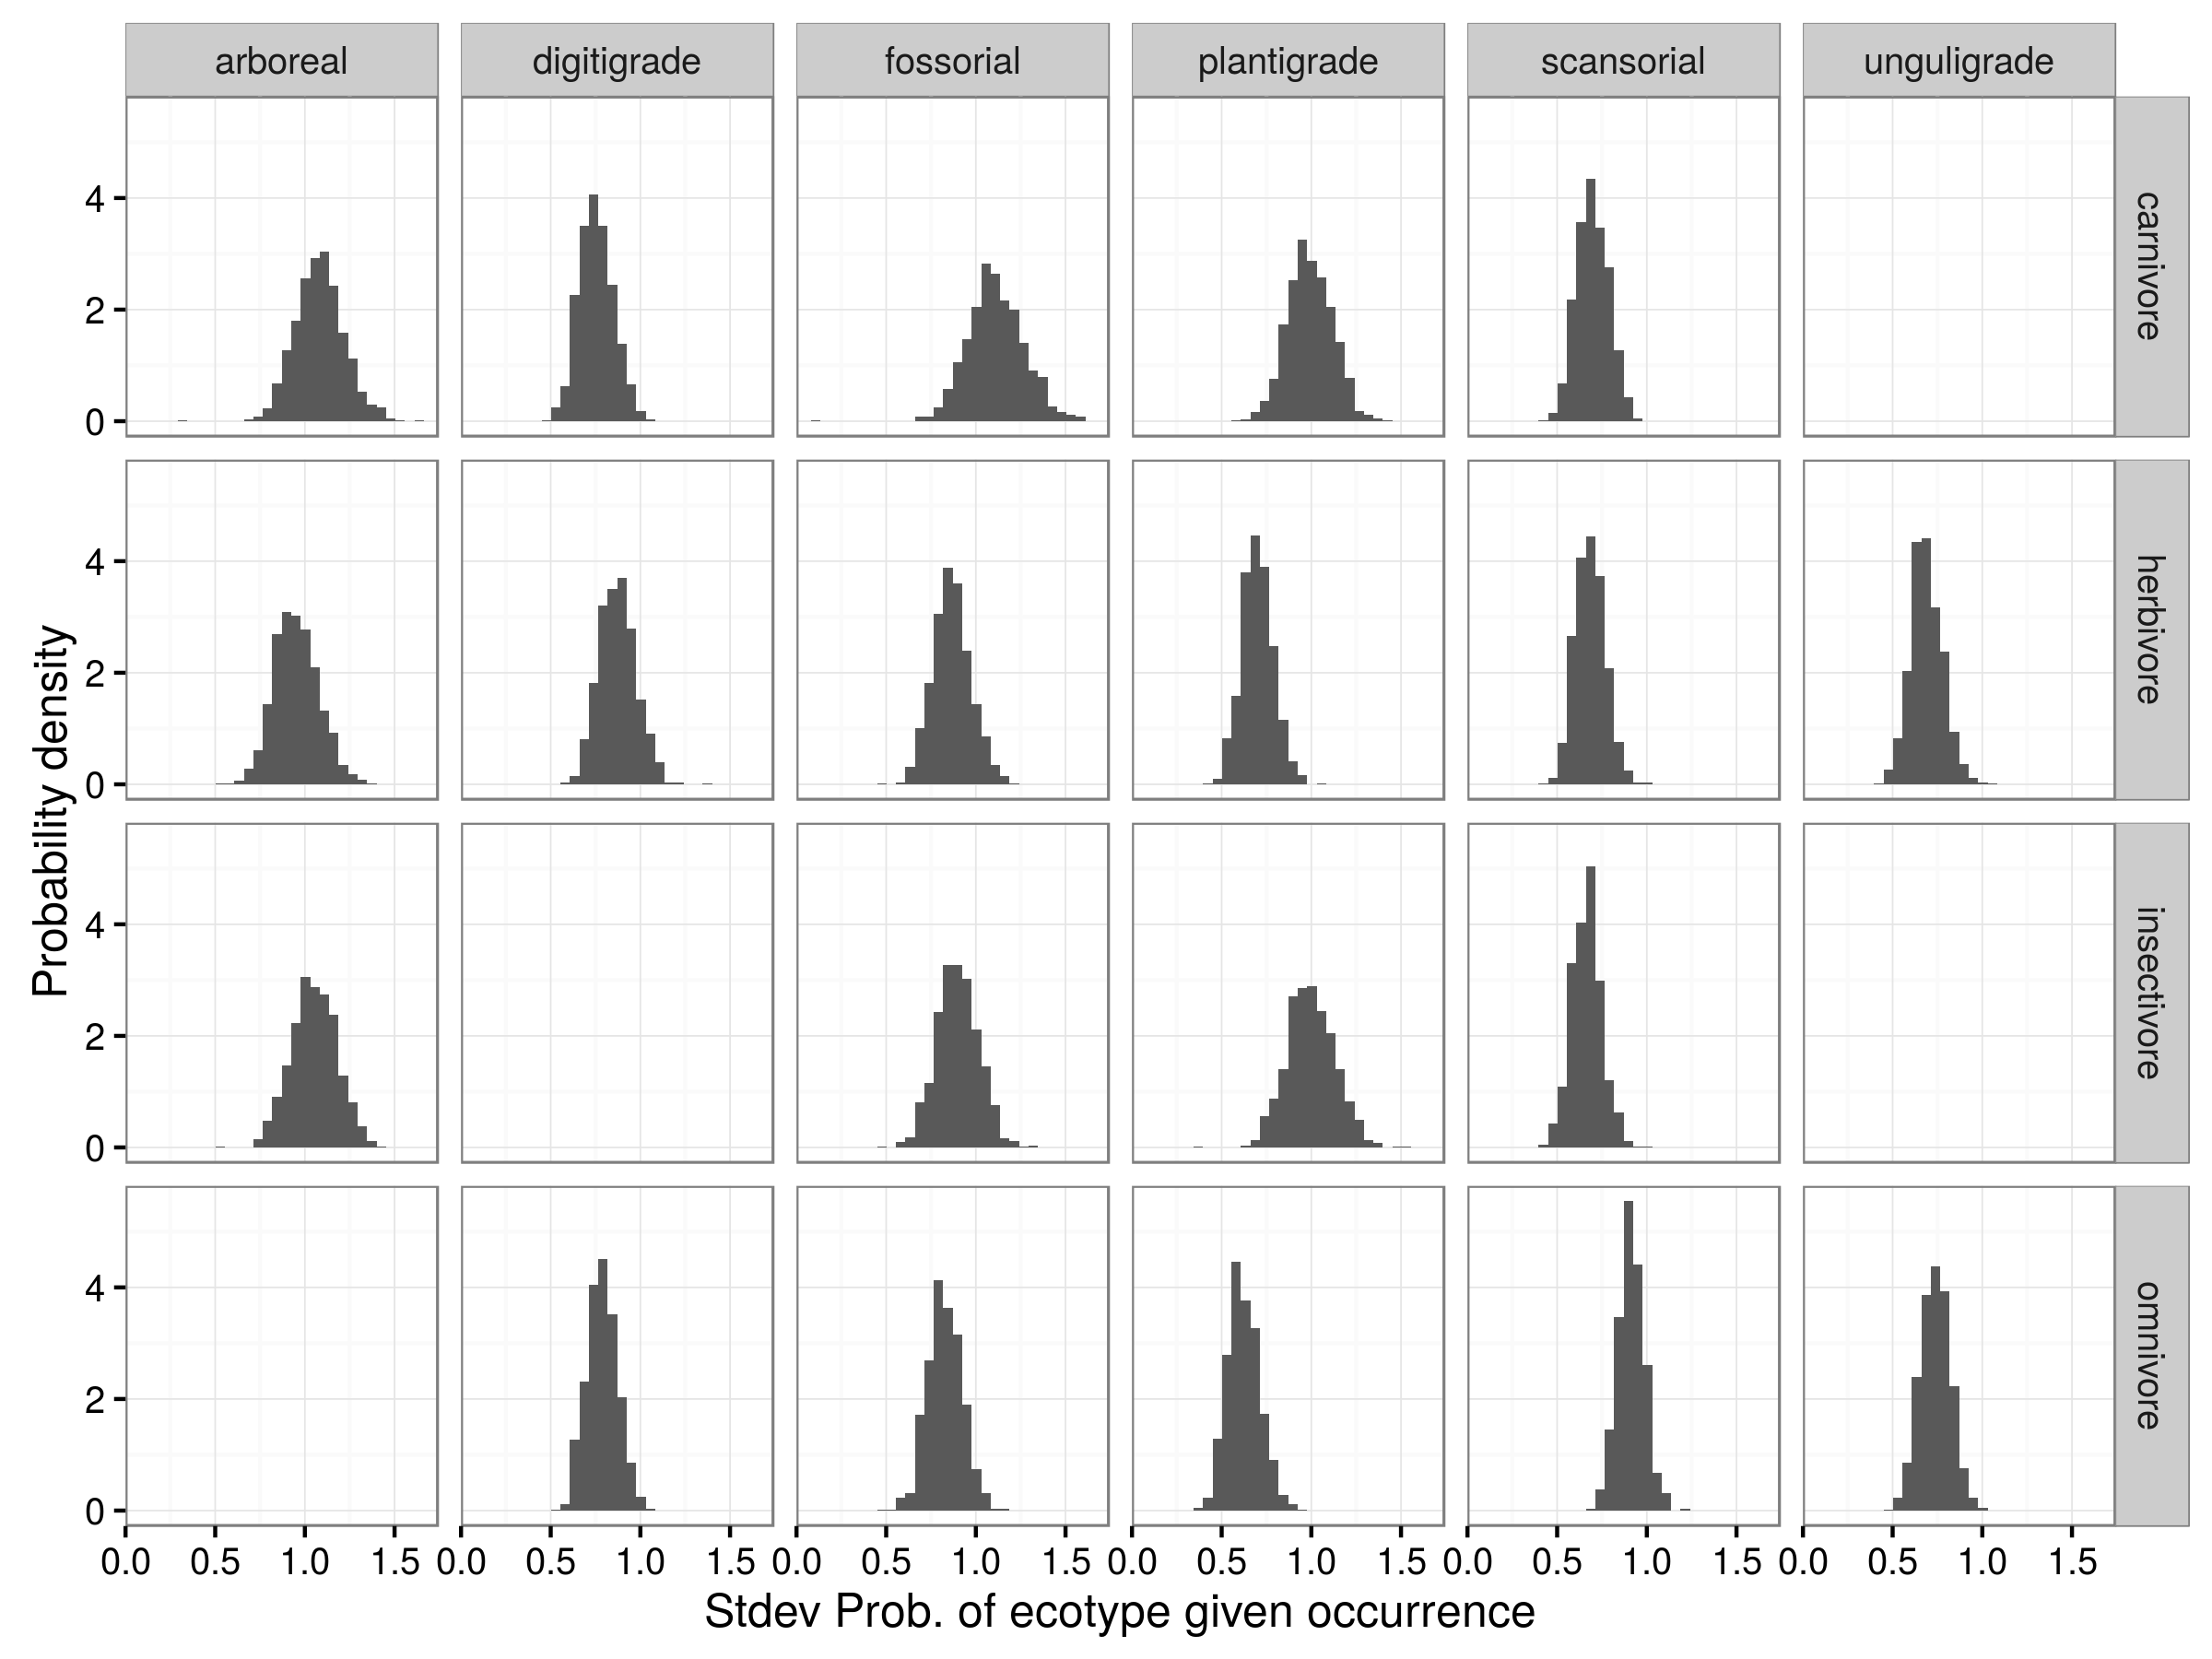 arboreal digitigrade fossorial plantigrade scansorial unguligrade
4
2
0
carnivore
4
2
0
herbivore
Probability density
4
2
0
insectivore
4
2
0
omnivore
0.0 0.5 1.0 1.5 0.0 0.5 1.0 1.5 0.0 0.5 1.0 1.5 0.0 0.5 1.0 1.5 0.0 0.5 1.0 1.5 0.0 0.5 1.0 1.5
Stdev Prob. of ecotype given occurrence